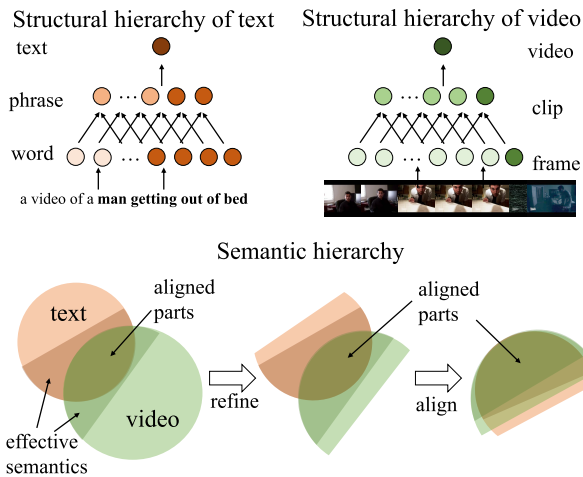 Structural hierarchy of text
text
phrase
...
word
...
a video of a man getting out of bed
Structural hierarchy of video
video
...
clip
...
frame
Semantic hierarchy
text
aligned
parts
video
effective
semantics
refine
aligned
parts
align